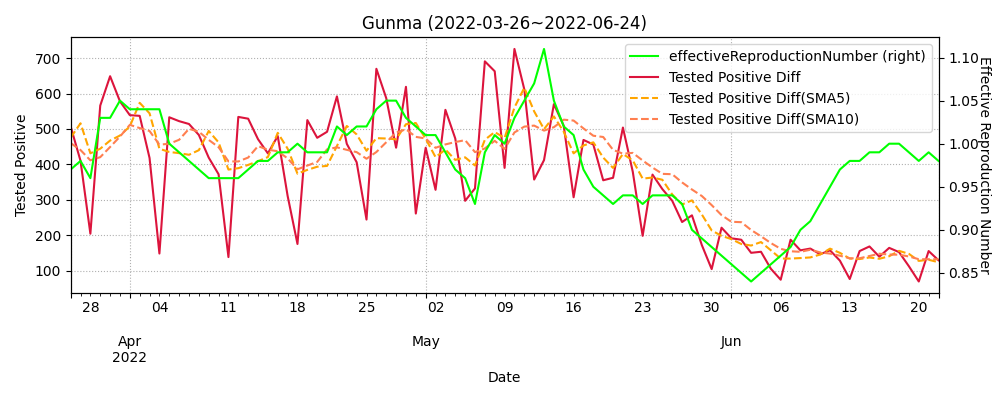 Gunma (2022-03-26~2022-06-24)
effectiveReproductionNumber (right)
Tested Positive Diff
Tested Positive Diff(SMA5)
Tested Positive Diff(SMA10)
Tested Positive
700
600
500
400
300
200
100
1.10
1.05
1.00
0.95
0.90
0.85
Effective Reproduction Number
28 04 11 18 25 02 09 16 23 30 06 13 20
Apr May Jun
2022
Date